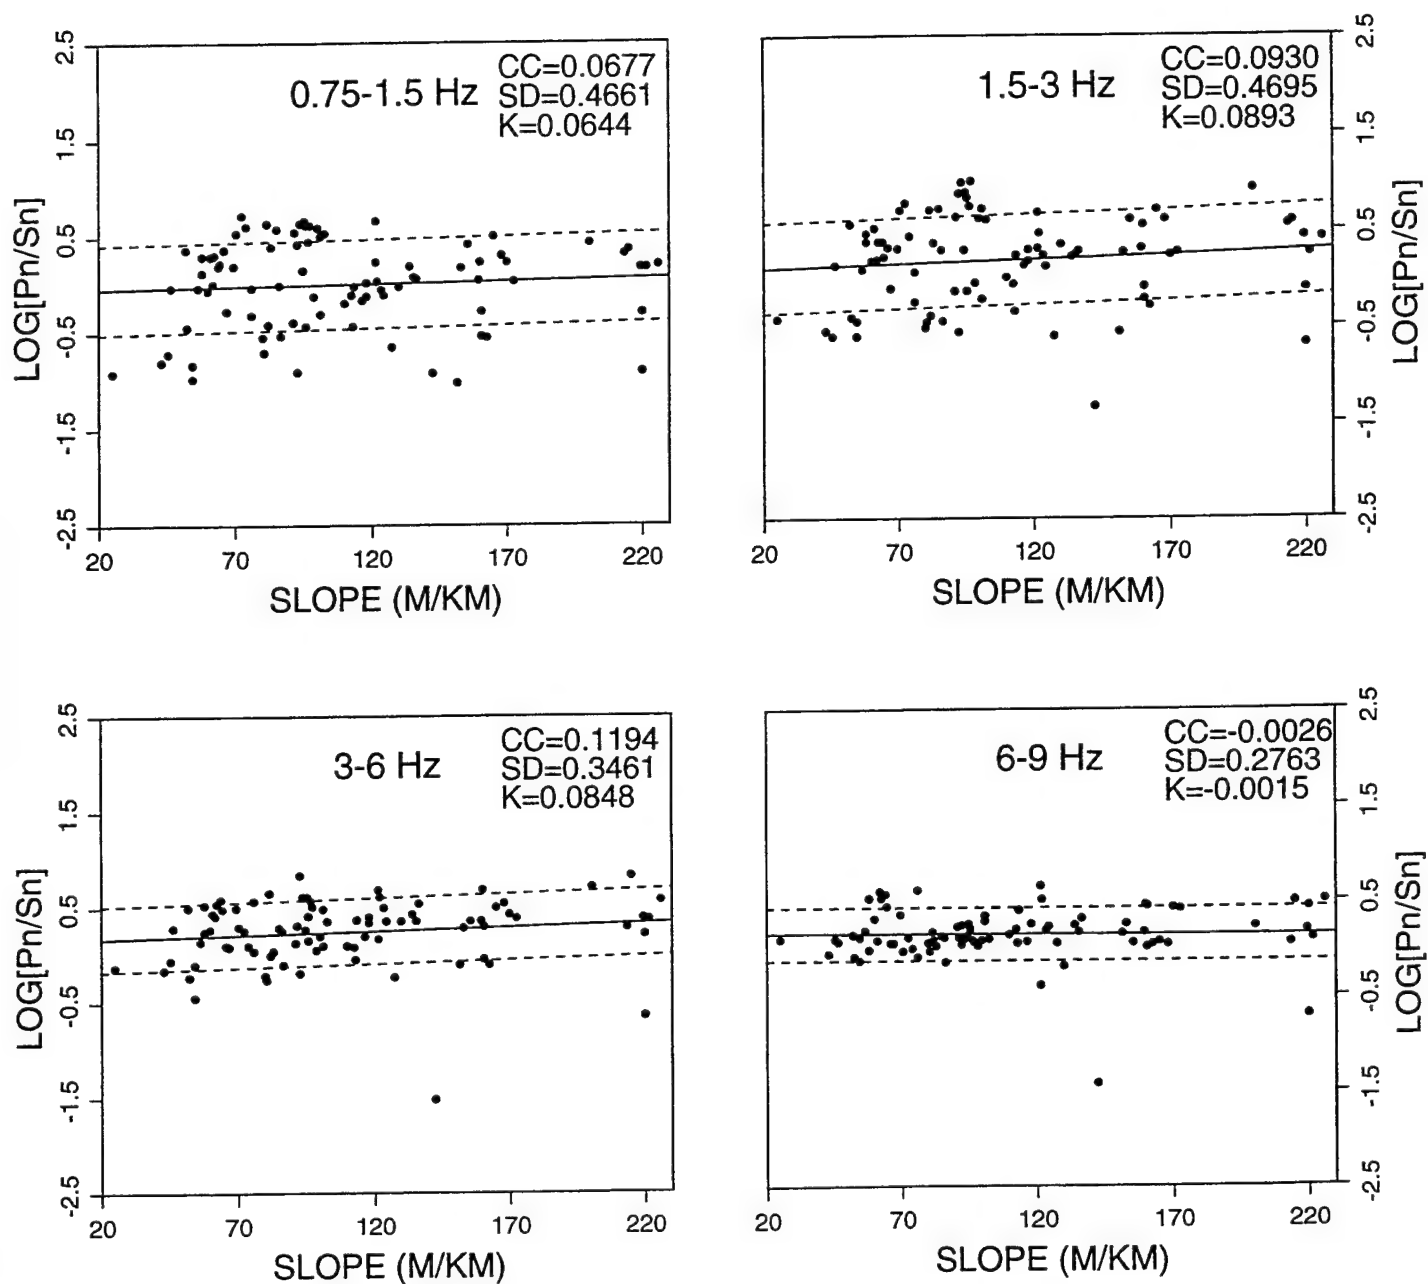 2.5
1.5
0.5
-0.5
-1.5
-2.5
LOG[Pn/Sn]
0.75-1.5 Hz
CC=0.0677
SD=0.4661
K=0.0644
20 70 120 170 220
SLOPE (M/KM)
1.5-3 Hz
CC=0.0930
SD=0.4695
K=0.0893
2.5
1.5
0.5
-0.5
-1.5
-2.5
LOG[Pn/Sn]
20 70 120 170 220
SLOPE (M/KM)
2.5
1.5
0.5
-0.5
-1.5
-2.5
LOG[Pn/Sn]
3-6 Hz
CC=0.1194
SD=0.3461
K=0.0848
20 70 120 170 220
SLOPE (M/KM)
6-9 Hz
CC=-0.0026
SD=0.2763
K=-0.0015
2.5
1.5
0.5
-0.5
-1.5
-2.5
LOG[Pn/Sn]
20 70 120 170 220
SLOPE (M/KM)